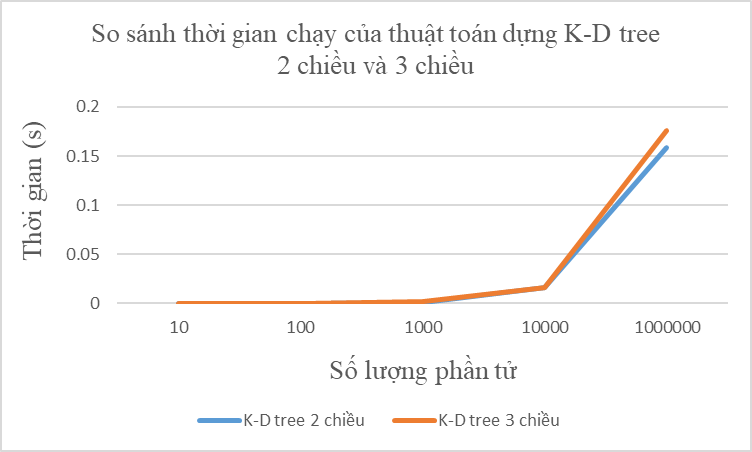 So sánh thời gian chạy của thuật toán dựng K-D tree
2 chiều và 3 chiều
0.2
0.15
0.1
0.05
0
Thời gian (s)
10 100 1000 10000 1000000
Số lượng phần tử
K-D tree 2 chiều K-D tree 3 chiều